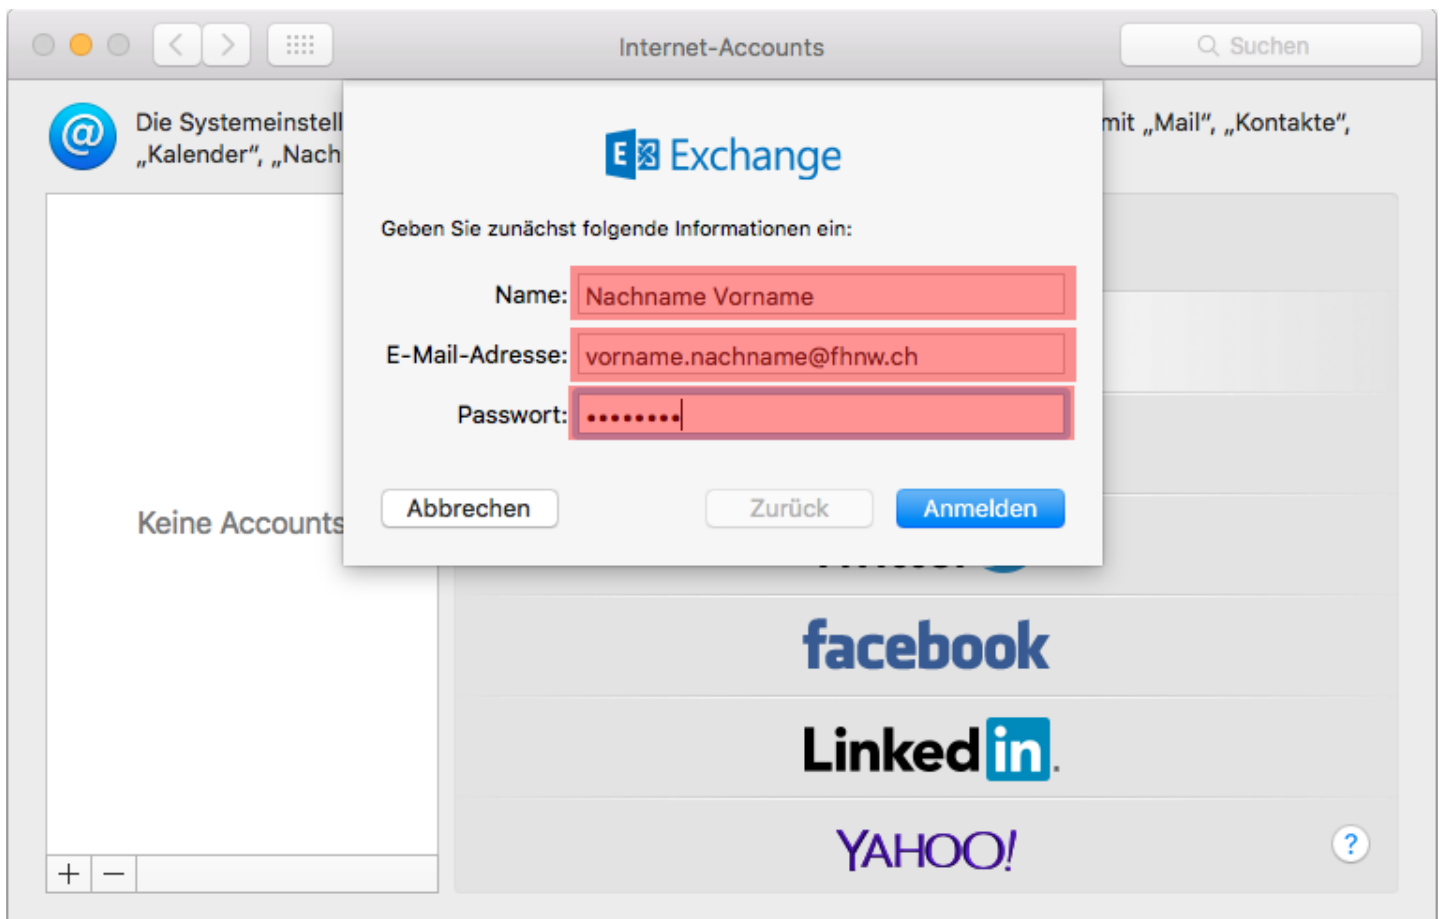 Internet-Accounts
Suchen
Die Systemeinstell
mit „Mail“, „Kontakte“,
„Kalender“, „Nach
E Exchange
Geben Sie zunächst folgende Informationen ein:
Name: Nachname Vorname
E-Mail-Adresse: vorname.nachname@fhnw.ch
Passwort: ••••••••
Abbrechen Zurück Anmelden
Keine Accounts
facebook
Linked in.
YAHOO!
?